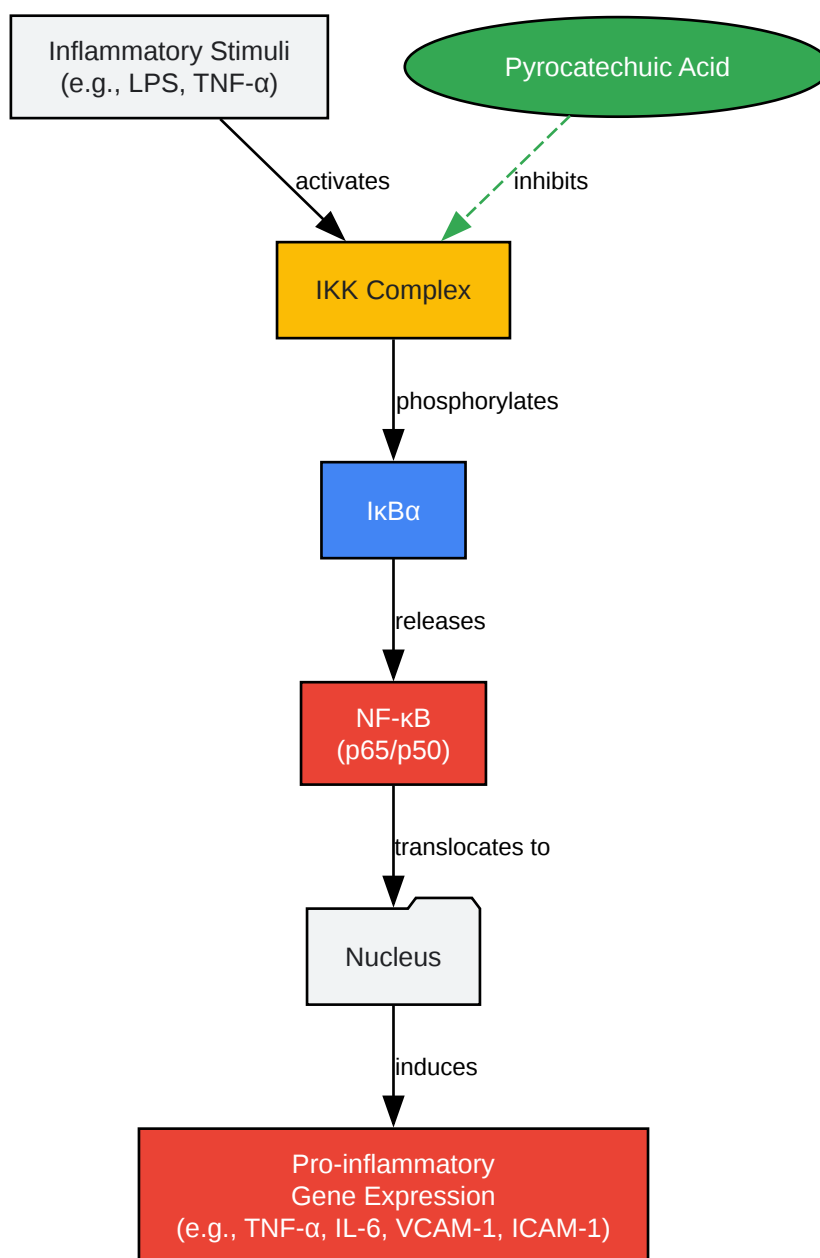 Inflammatory Stimuli
(e.g., LPS, TNF-α)
Pyrocatechuic Acid
activates
inhibits
IKK Complex
phosphorylates
IκBα
releases
NF-κB
(p65/p50)
translocates to
Nucleus
induces
Pro-inflammatory
Gene Expression
(e.g., TNF-α, IL-6, VCAM-1, ICAM-1)